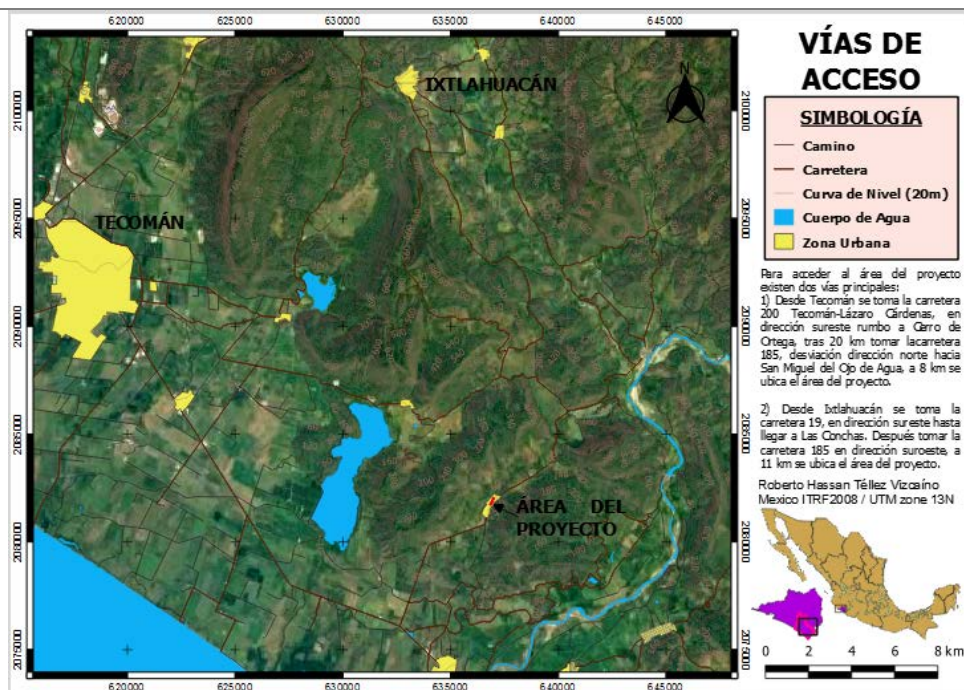 620000 625000 630000 635000 640000 645000
VÍAS DE
ACCESO
SIMBOLOGÍA
Camino
Carretera
Curva de Nivel (20m)
Cuerpo de Agua
Zona Urbana
IXTLAHUACÁN
N
TECOMÁN
ÁREA DEL
PROYECTO
2100000
2095000
2090000
2085000
2080000
2075000
2100000
2095000
2090000
2085000
2080000
2075000
Para acceder al área del proyecto
existen dos vías principales:
1) Desde Tecomán se toma la carretera
200 Tecomán-Lázaro Cárdenas, en
dirección sureste rumbo a Cerro de
Ortega, tras 20 km tomar lacarretera
185, desviación dirección norte hacia
San Miguel del Ojo de Agua, a 8 km se
ubica el área del proyecto.
2) Desde Ixtlahuacán se toma la
carretera 19, en dirección sureste hasta
llegar a Las Conchas. Después tomar la
carretera 185 en dirección suroeste, a
11 km se ubica el área del proyecto.
Roberto Hassan Téllez Vizcaíno
Mexico ITRF2008 / UTM zone 13N
0 2 4 6 8 km
620000 625000 630000 635000 640000 645000